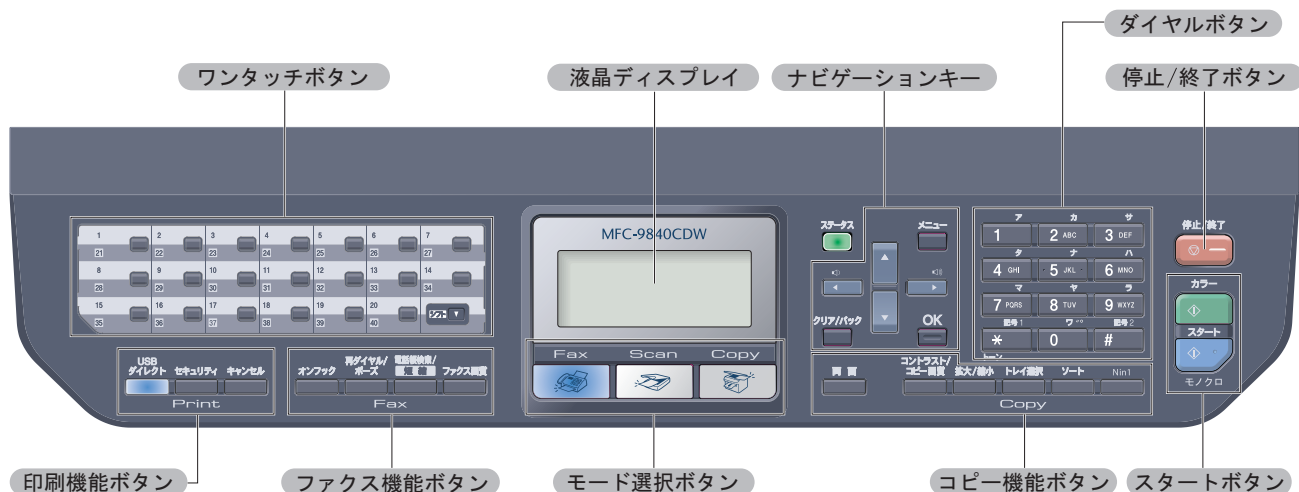 ダイヤルボタン
ワンタッチボタン
液晶ディスプレイ
ナビゲーションキー
停止/終了ボタン
1 2 3 4 5 6 7
21 22 23 24 25 26 27
8 9 10 11 12 13 14
28 29 30 31 32 33 34
15 16 17 18 19 20
35 36 37 38 39 40
シフト
MFC-9840CDW
ステータス
メニュー
クリア/バック
OK
ア カ サ
1 2 ABC 3 DEF
タ ナ ハ
4 GHI 5 JKL 6 MNO
マ ヤ ラ
7 PQRS 8 TUV 9 WXYZ
記号1 記号2
* 0 #
トーン
停止/終了
カラー
スタート
モノクロ
USB
ダイレクト セキュリティ キャンセル
Print
オンフック 再ダイヤル/
ポーズ 電話帳検索/
短縮 ファクス画質
Fax
Fax Scan Copy
両面 コントラスト/
コピー画質 拡大/縮小 トレイ選択 ソート Nin1
Copy
印刷機能ボタン
ファクス機能ボタン
モード選択ボタン
コピー機能ボタン
スタートボタン